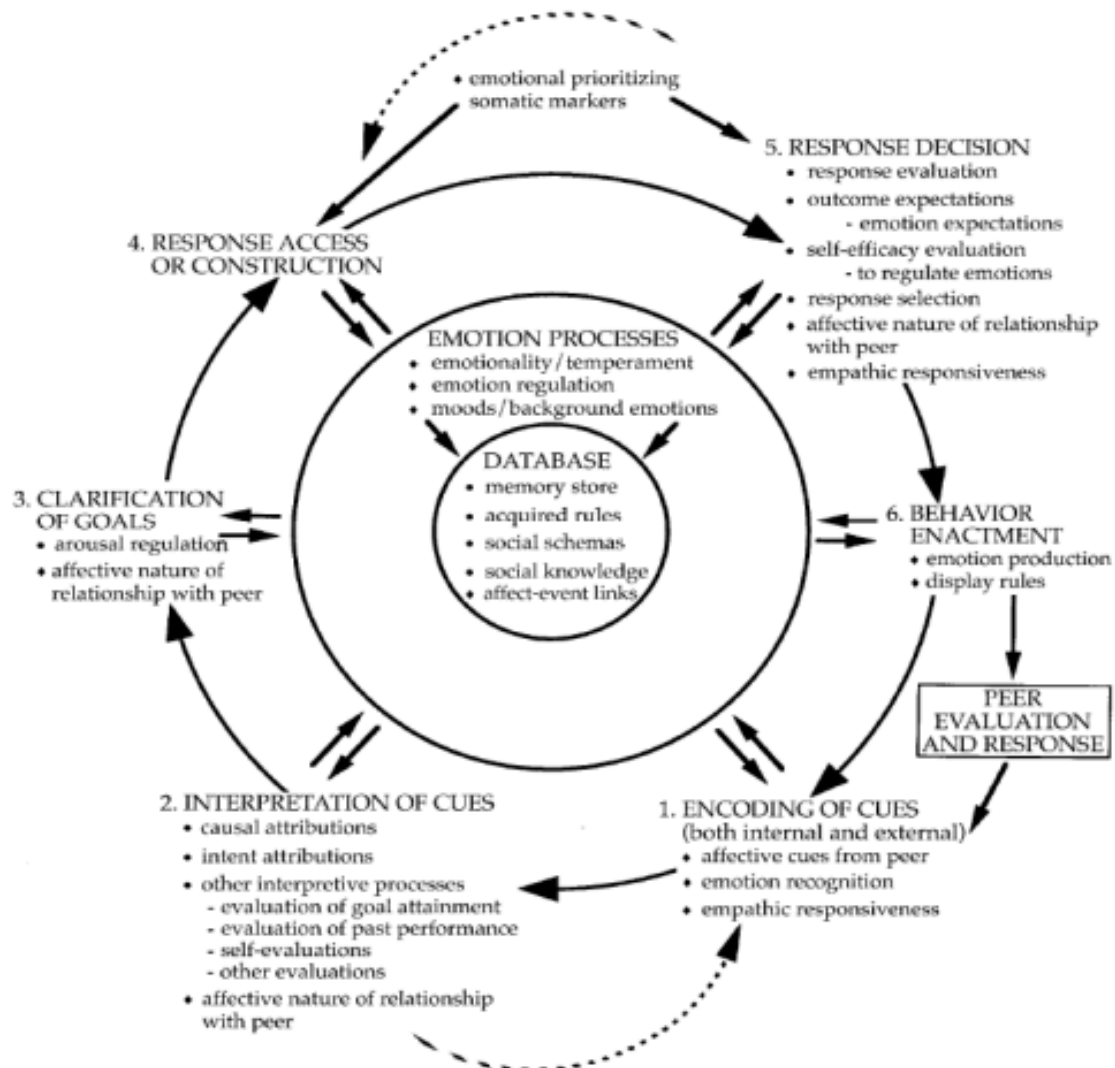 ◆ emotional prioritizing
somatic markers
5. RESPONSE DECISION
• response evaluation
• outcome expectations
- emotion expectations
• self-efficacy evaluation
- to regulate emotions
• response selection
◆ affective nature of relationship
with peer
◆ empathic responsiveness
4. RESPONSE ACCESS
OR CONSTRUCTION
EMOTION PROCESSES
◆ emotionality/temperament
◆ emotion regulation
◆ moods/background emotions
DATABASE
• memory store
• acquired rules
• social schemas
• social knowledge
◆ affect-event links
3. CLARIFICATION
OF GOALS
◆ arousal regulation
◆ affective nature of
relationship with peer
6. BEHAVIOR
ENACTMENT
◆ emotion production
◆ display rules
PEER
EVALUATION
AND RESPONSE
2. INTERPRETATION OF CUES
• causal attributions
• intent attributions
• other interpretive processes
- evaluation of goal attainment
- evaluation of past performance
- self-evaluations
- other evaluations
◆ affective nature of relationship
with peer
1. ENCODING OF CUES
(both internal and external)
◆ affective cues from peer
◆ emotion recognition
◆ empathic responsiveness